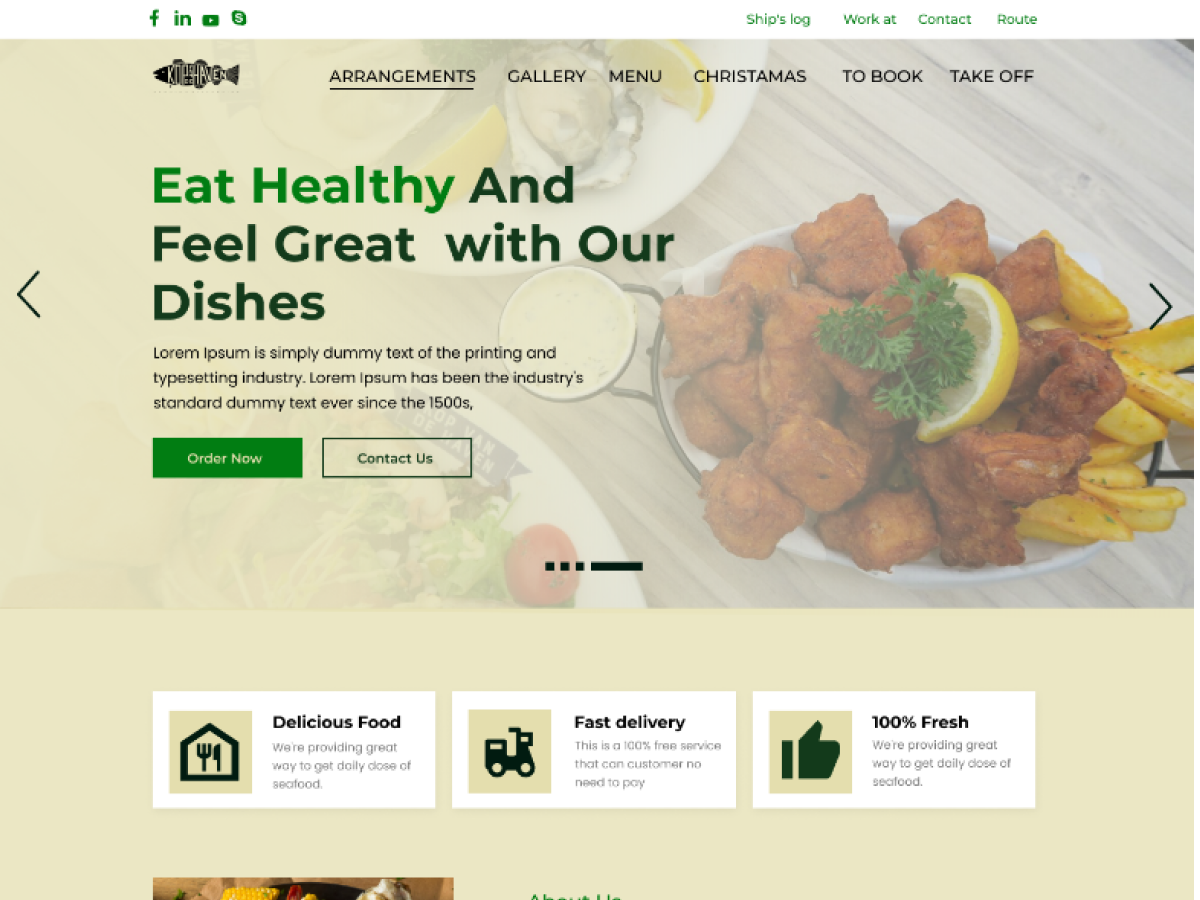 Ship's log Work at Contact Route
ARRANGEMENTS GALLERY MENU CHRISTAMAS TO BOOK TAKE OFF
Eat Healthy And
Feel Great with Our
Dishes
Lorem Ipsum is simply dummy text of the printing and
typesetting industry. Lorem Ipsum has been the industry's
standard dummy text ever since the 1500s,
OP VAN
DE HAVEN
Order Now Contact Us
Delicious Food
We're providing great
way to get daily dose of
seafood.
Fast delivery
This is a 100% free service
that can customer no
need to pay
100% Fresh
We're providing great
way to get daily dose of
seafood.
About Us